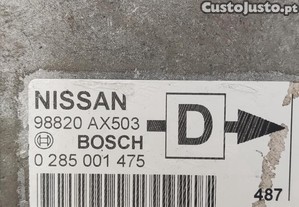 CustoJusto.pt
NISSAN
98820 AX503
D
BOSCH
0 285 001 475
487